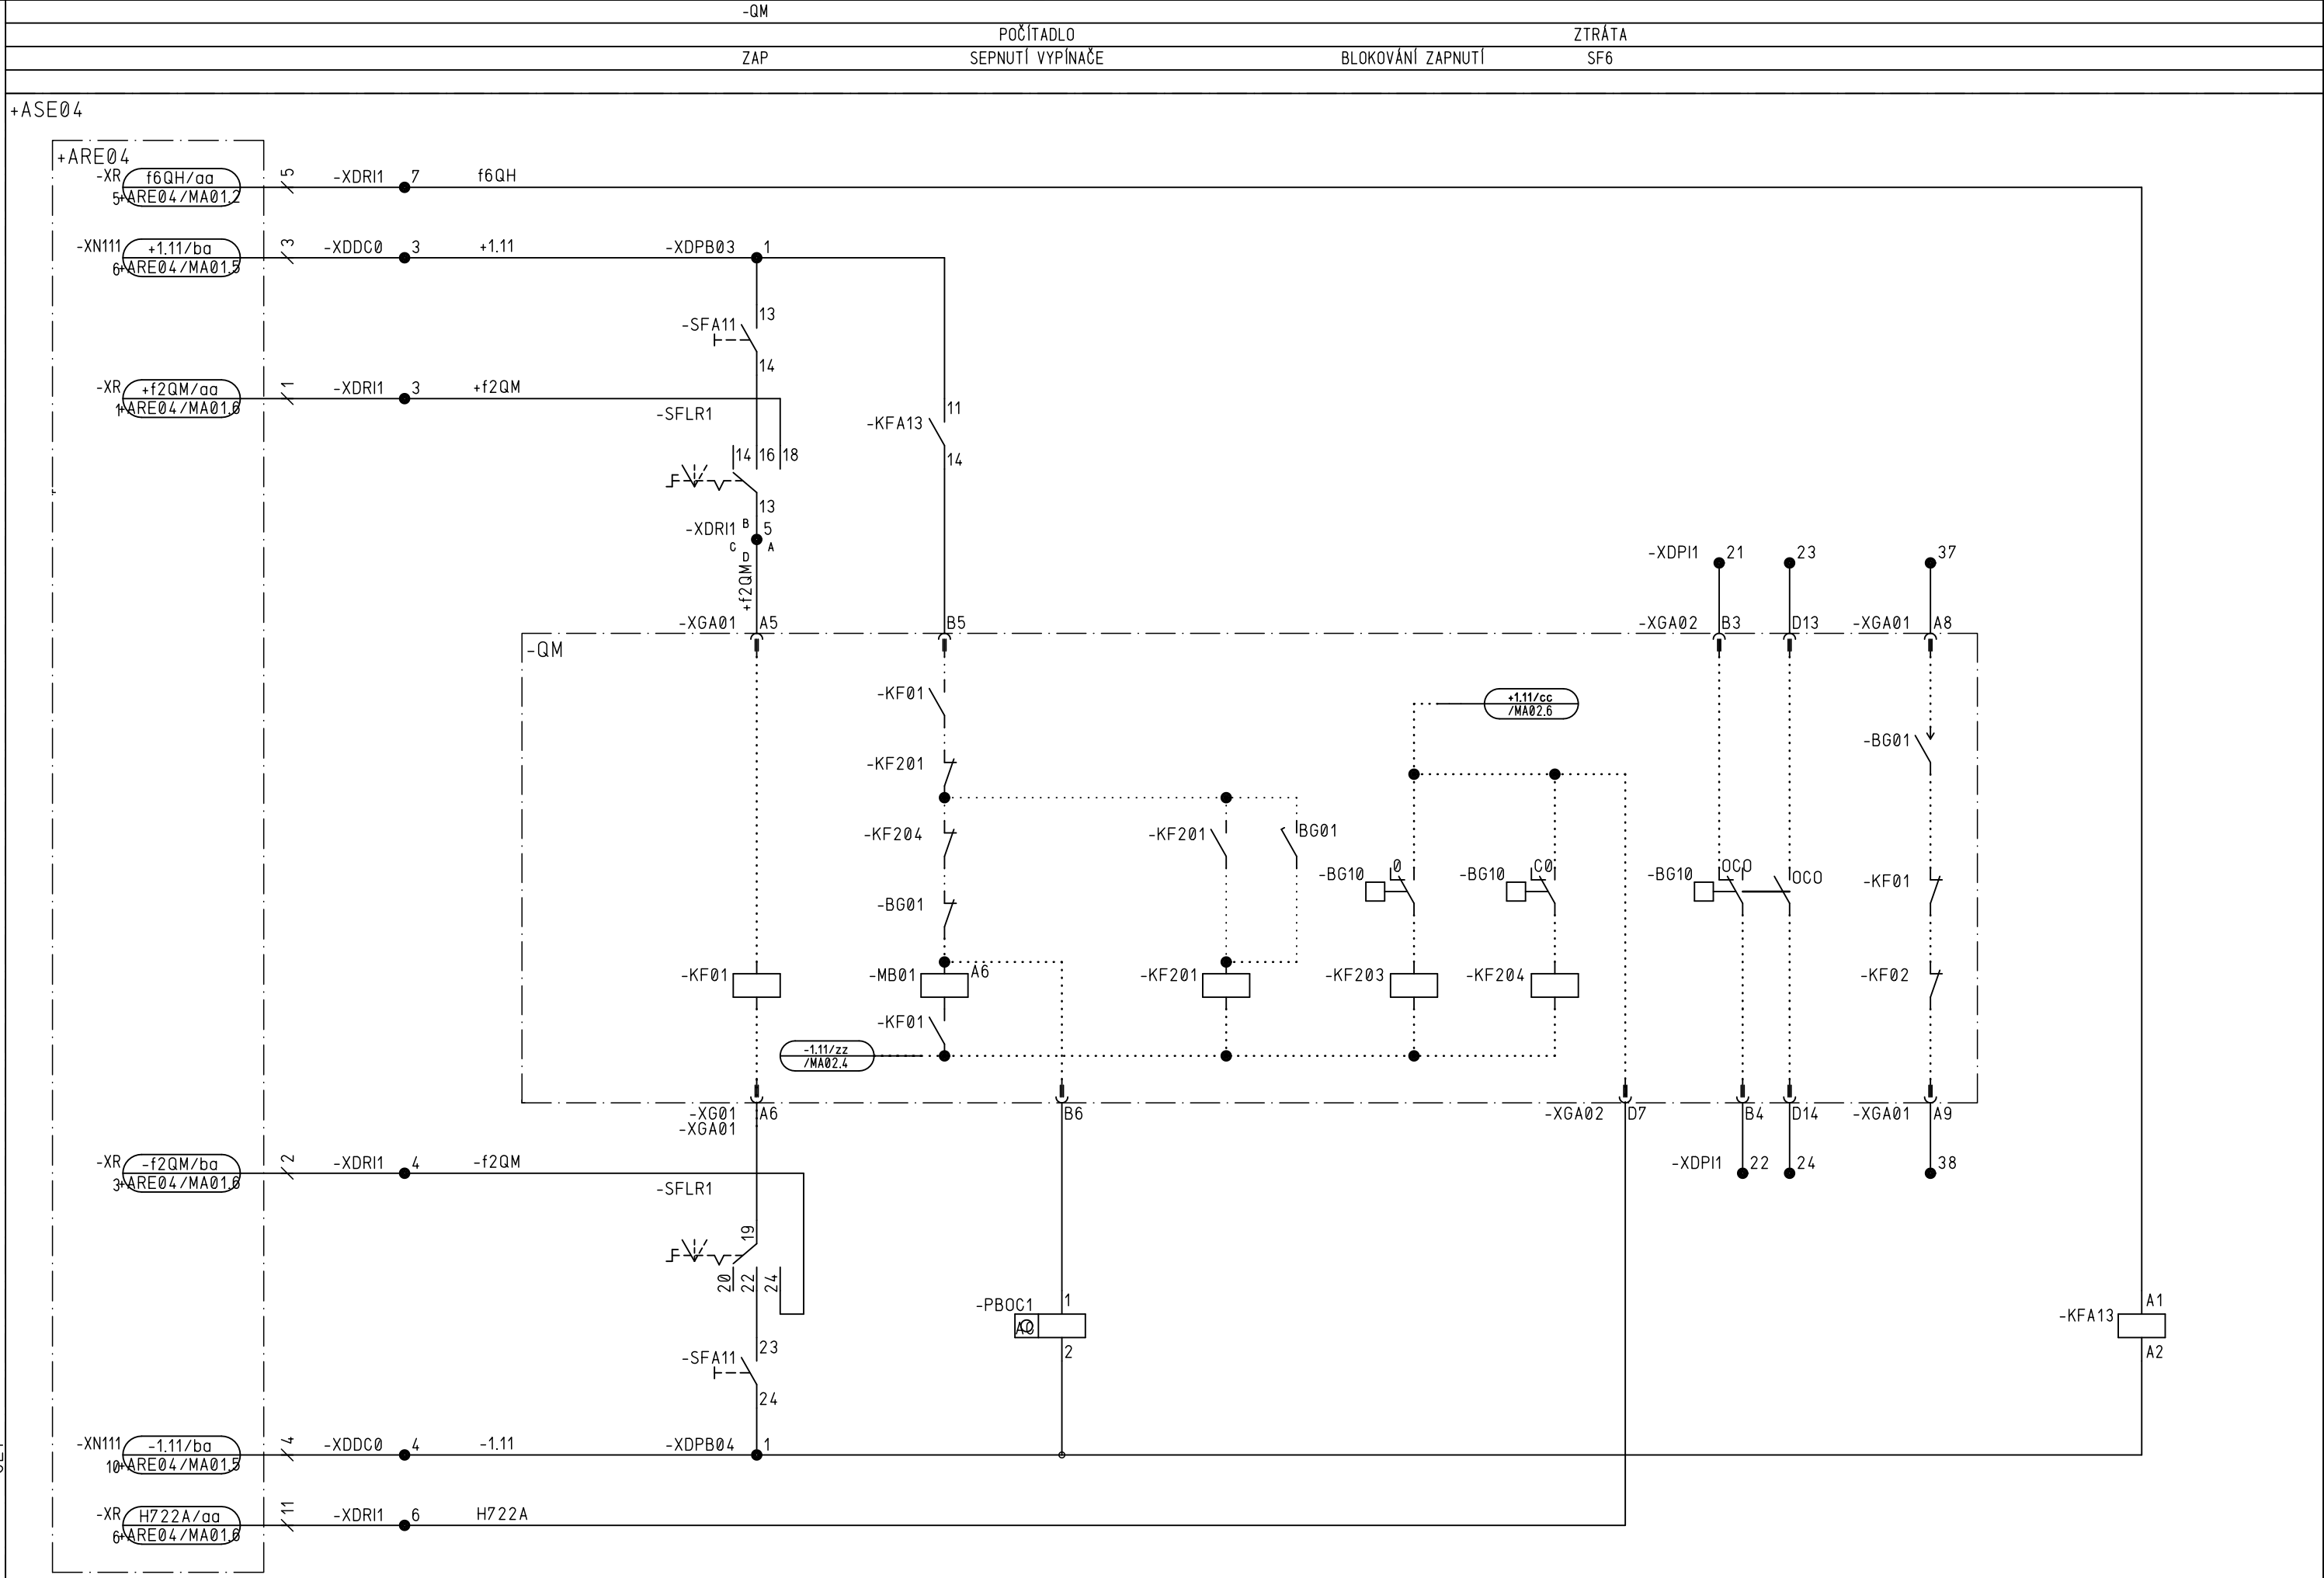 -QM
POČÍTADLO ZTRÁTA
ZAP SEPNUTÍ VYPÍNAČE BLOKOVÁNÍ ZAPNUTÍ SF6
+ASE04
+ARE04
-XR f6QH/aa 5 -XDRI1 7 f6QH
5 +ARE04/MA01.2
-XN111 +1.11/ba 3 -XDDC0 3 +1.11 -XDPB03 1
6 +ARE04/MA01.5
13
-SFA11
14
-XR +f2QM/aa 1 -XDRI1 3 +f2QM
1 +ARE04/MA01.6
-SFLR1 11
-KFA13
14 16 18 14
13
-XDRI1 B 5
C A
D
+f2QM
-XDPI1 21 23 37
-XGA01 A5 B5 -XGA02 B3 D13 -XGA01 A8
-QM
-KF01 +1.11/cc
/MA02.6
-BG01
-KF201
-KF204 -KF201 BG01
-BG10 0 -BG10 CO -BG10 OCO OCO -KF01
-BG01
-KF01 -MB01 A6 -KF201 -KF203 -KF204 -KF02
-KF01
-1.11/zz
/MA02.4
-XG01 A6 B6 -XGA02 D7 B4 D14 -XGA01 A9
-XGA01
-XR -f2QM/ba 2 -XDRI1 4 -f2QM -XDPI1 22 24 38
3 +ARE04/MA01.6
-SFLR1
19
20 22 24
-PBOC1 1 A1
-KFA13
2 A2
23
-SFA11
24
-XN111 -1.11/ba 4 -XDDC0 4 -1.11 -XDPB04 1
10 +ARE04/MA01.5
-XR H722A/aa 11 -XDRI1 6 H722A
6 +ARE04/MA01.6